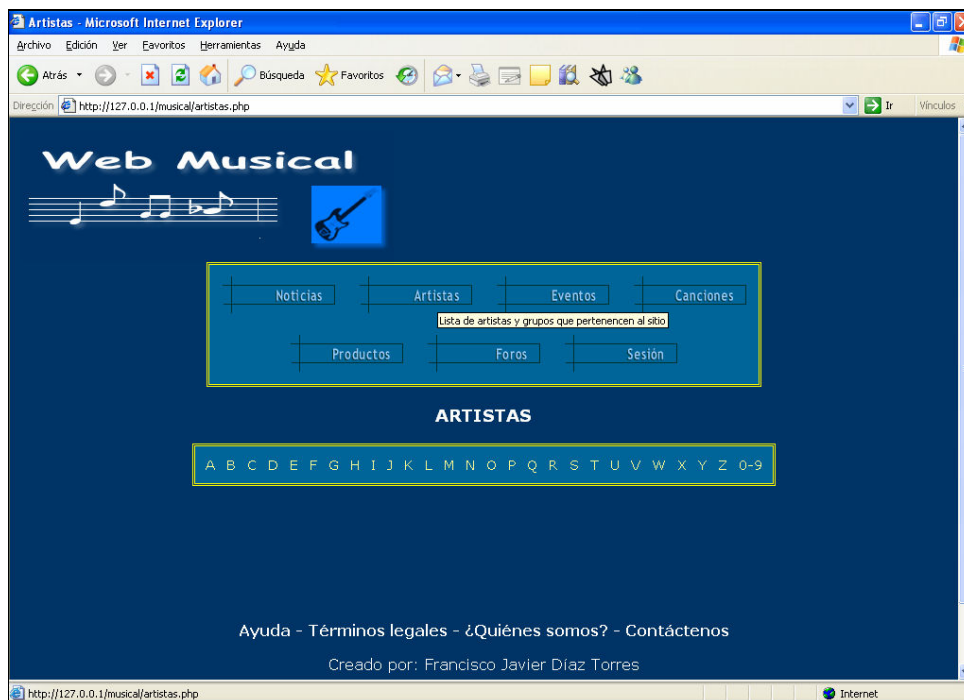 Artistas - Microsoft Internet Explorer
Archivo Edición Ver Favoritos Herramientas Ayuda
Atrás Búsqueda Favoritos
Dirección http://127.0.0.1/musical/artistas.php Ir Vínculos
Web Musical
Noticias Artistas Eventos Canciones
Lista de artistas y grupos que pertenencen al sitio
Productos Foros Sesión
ARTISTAS
A B C D E F G H I J K L M N O P Q R S T U V W X Y Z 0-9
Ayuda - Términos legales - ¿Quiénes somos? - Contáctenos
Creado por: Francisco Javier Díaz Torres
http://127.0.0.1/musical/artistas.php Internet